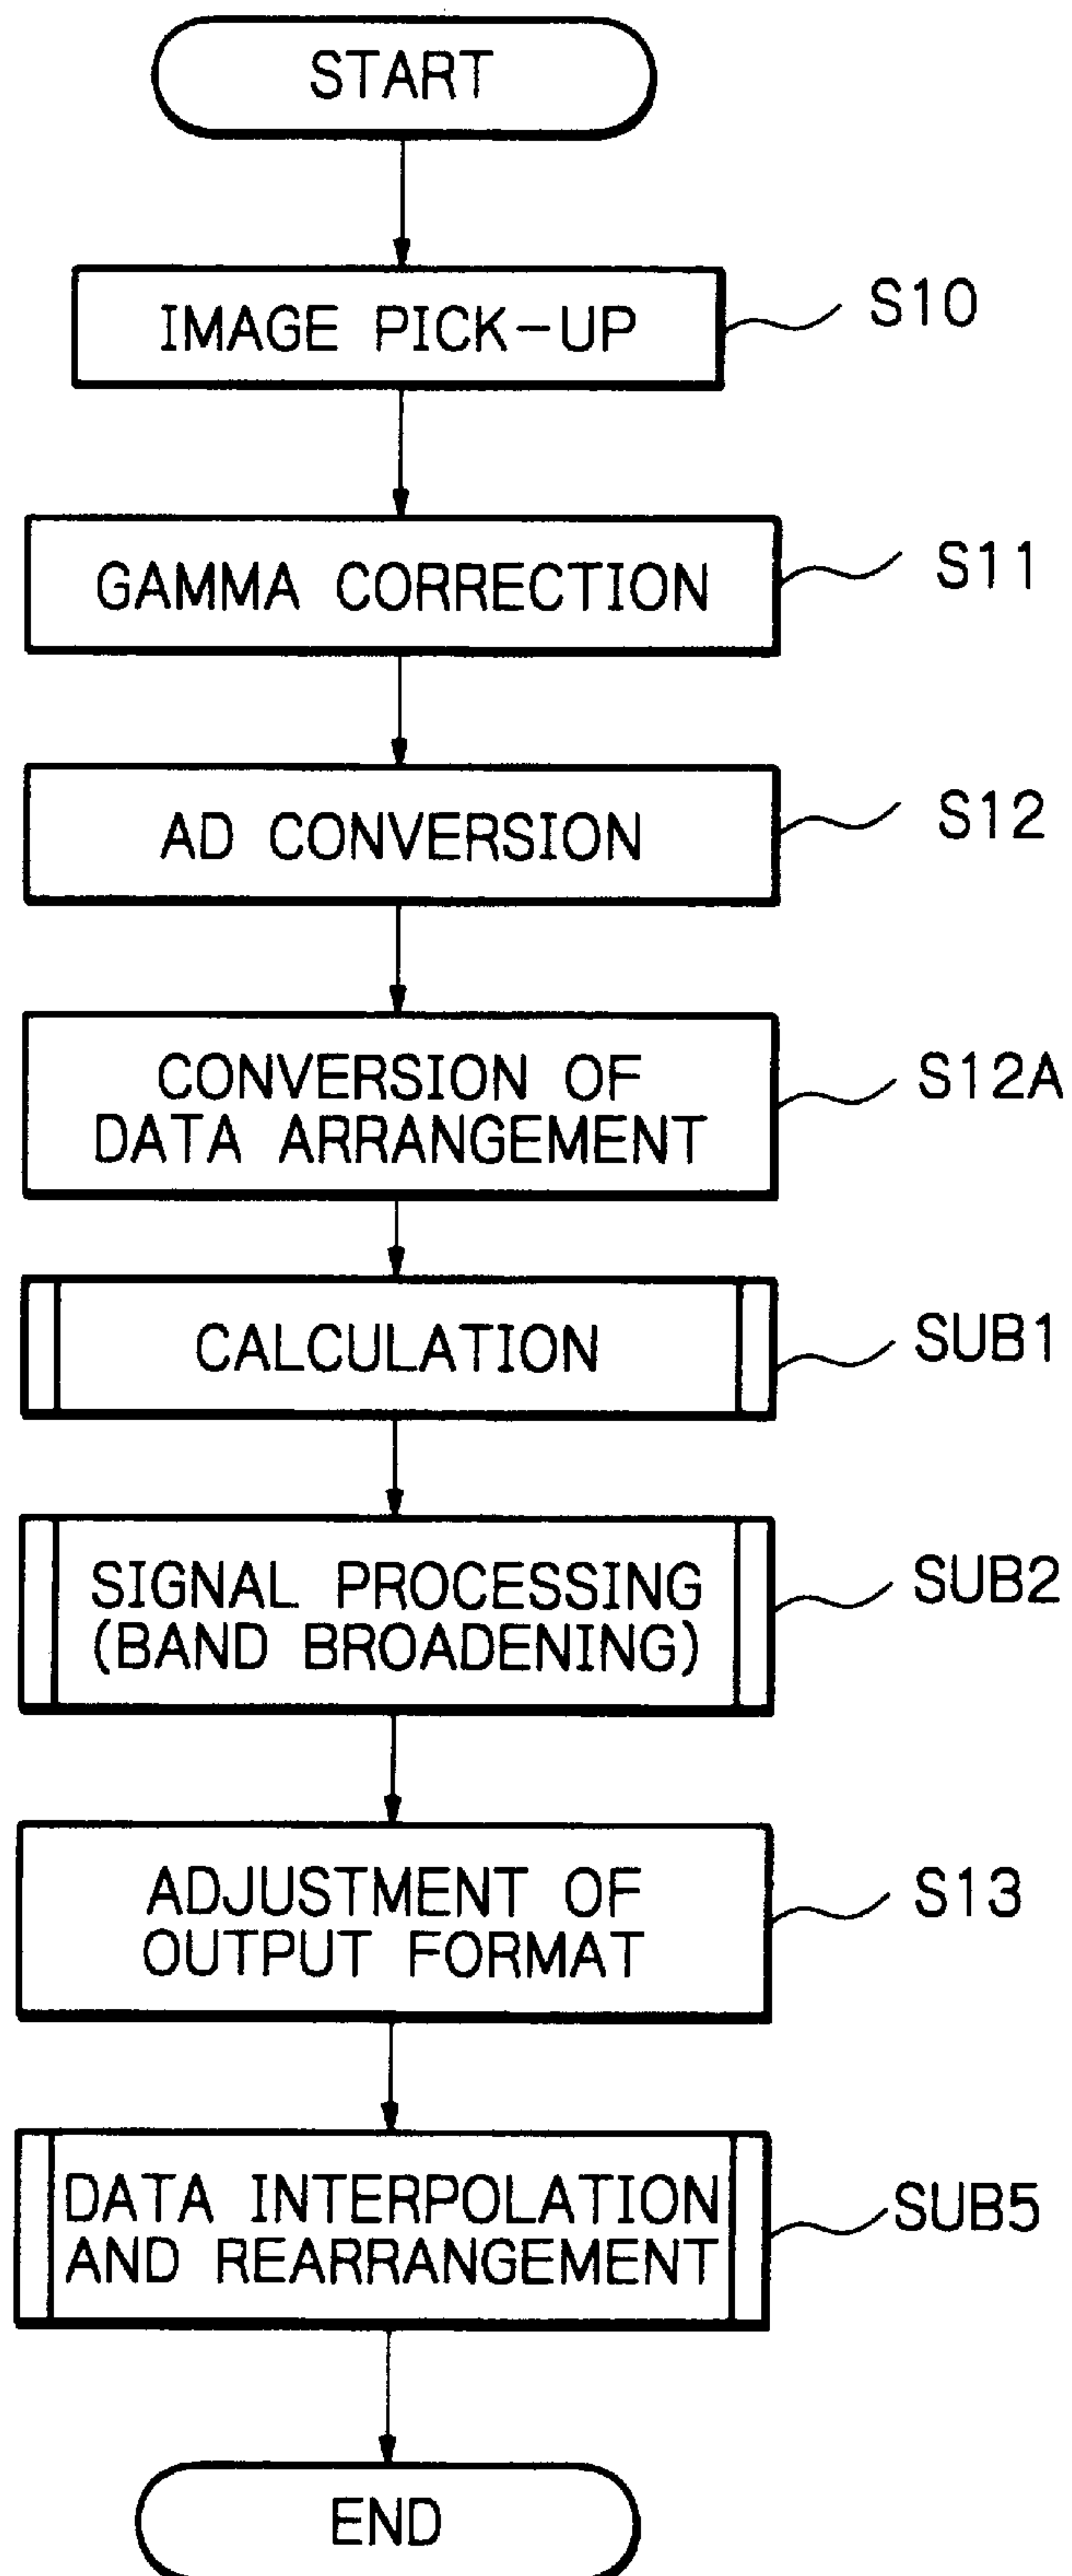 START
IMAGE PICK-UP
S10
GAMMA CORRECTION
S11
AD CONVERSION
S12
CONVERSION OF
DATA ARRANGEMENT
S12A
CALCULATION
SUB1
SIGNAL PROCESSING
(BAND BROADENING)
SUB2
ADJUSTMENT OF
OUTPUT FORMAT
S13
DATA INTERPOLATION
AND REARRANGEMENT
SUB5
END